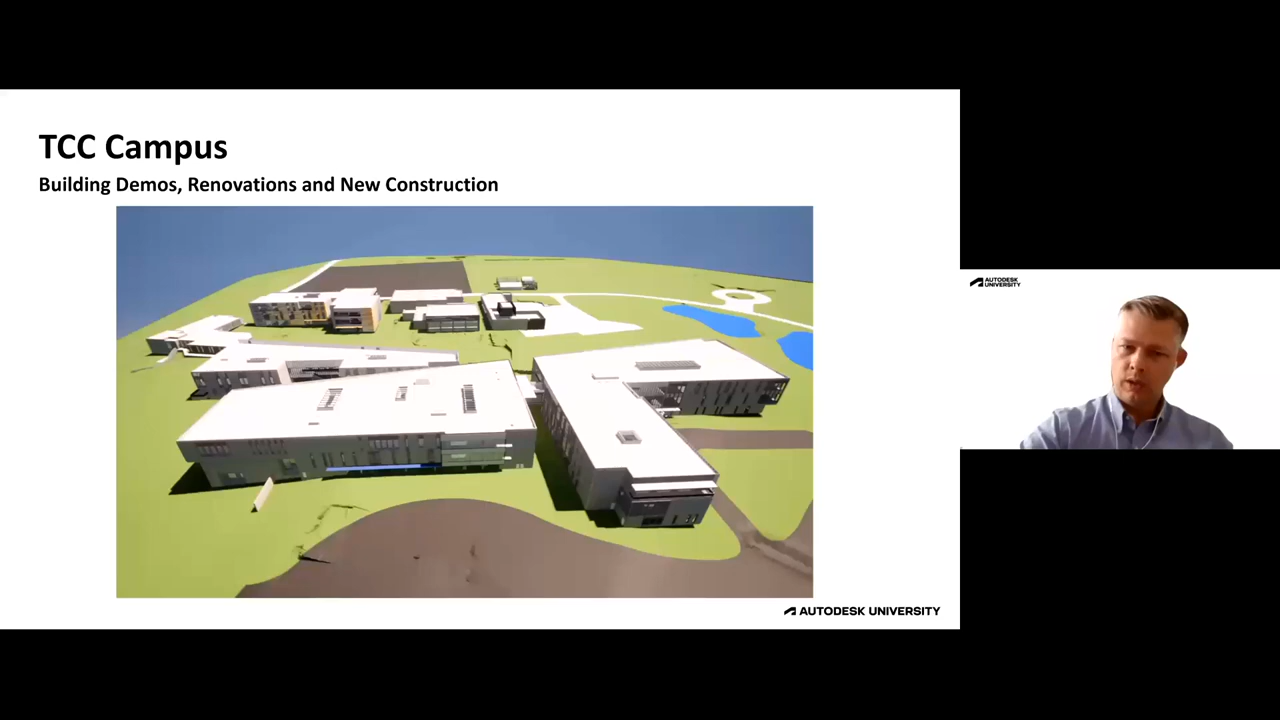 TCC Campus
Building Demos, Renovations and New Construction
AUTODESK UNIVERSITY
AUTODESK
UNIVERSITY